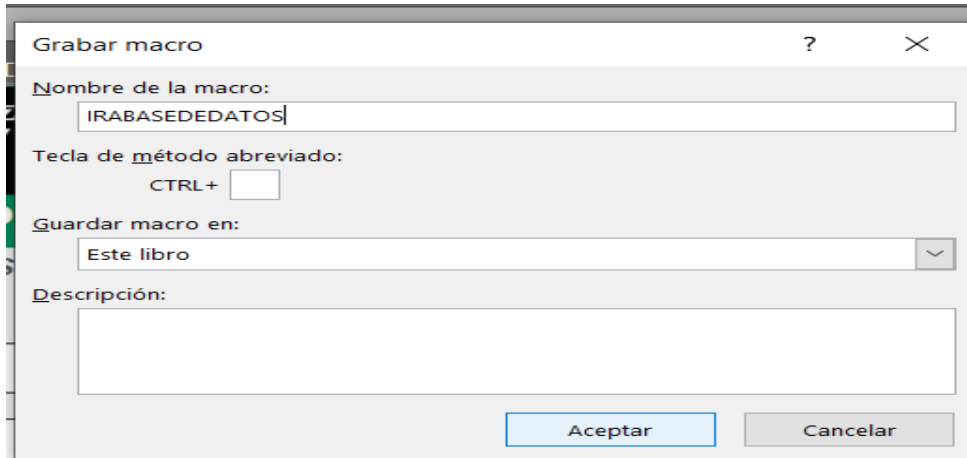 Grabar macro
?
Nombre de la macro:
IRABASEDEDATOS
Tecla de método abreviado:
CTRL+
Guardar macro en:
Este libro
Descripción:
Aceptar Cancelar